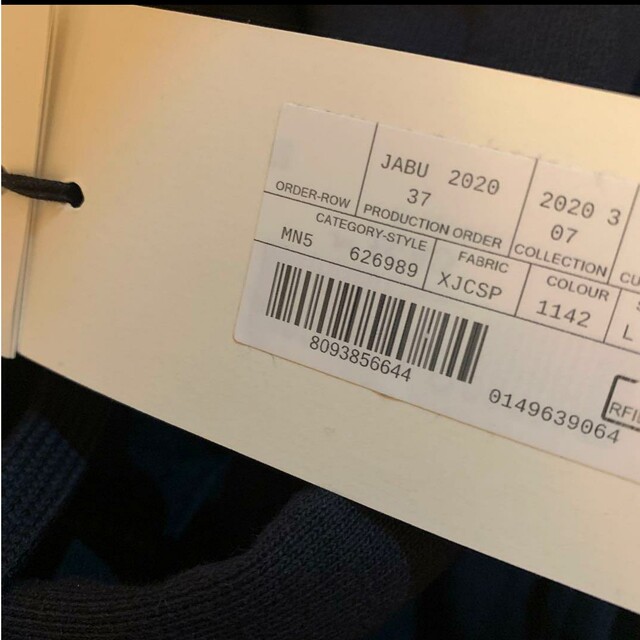 JABU 2020
37
2020 3
07
ORDER-ROW
PRODUCTION ORDER
COLLECTION
CATEGORY-STYLE
FABRIC
COLOUR
MN5 626989
XJCSP
1142
L
8093856644
0149639064